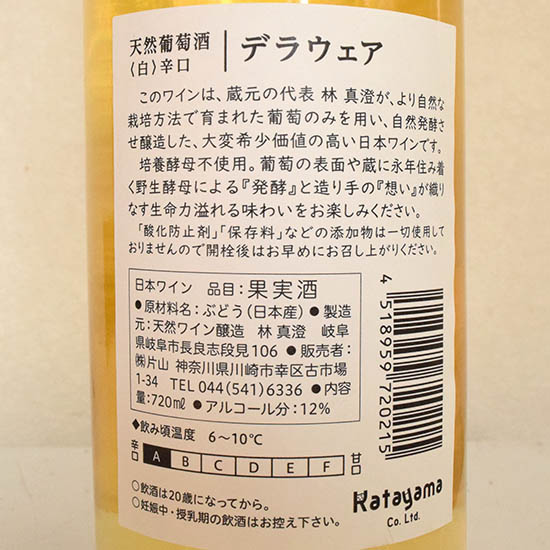 天然葡萄酒
〈白〉辛口
デラウェア
このワインは、蔵元の代表 林 真澄が、より自然な
栽培方法で育まれた葡萄のみを用い、自然発酵さ
せ醸造した、大変希少価値の高い日本ワインです。
培養酵母不使用。葡萄の表面や蔵に永年住み着
く野生酵母による『発酵』と造り手の『想い』が織り
なす生命力溢れる味わいをお楽しみください。
「酸化防止剤」「保存料」などの添加物は一切使用して
おりませんので開栓後はお早めにお召し上がりください。
日本ワイン 品目：果実酒
●原材料名：ぶどう（日本産）●製造
元：天然ワイン醸造 林 真澄 岐阜
県岐阜市長良志段見106 ●販売者：
㈱片山 神奈川県川崎市幸区古市場
1-34 TEL 044(541)6336 ●内容
量：720mℓ ●アルコール分：12%
4518959720215
◆飲み頃温度 6～10℃
辛口 A B C D E F 甘口
○飲酒は20歳になってから。
○妊娠中・授乳期の飲酒はお控え下さい。
Katayama
Co. Ltd.